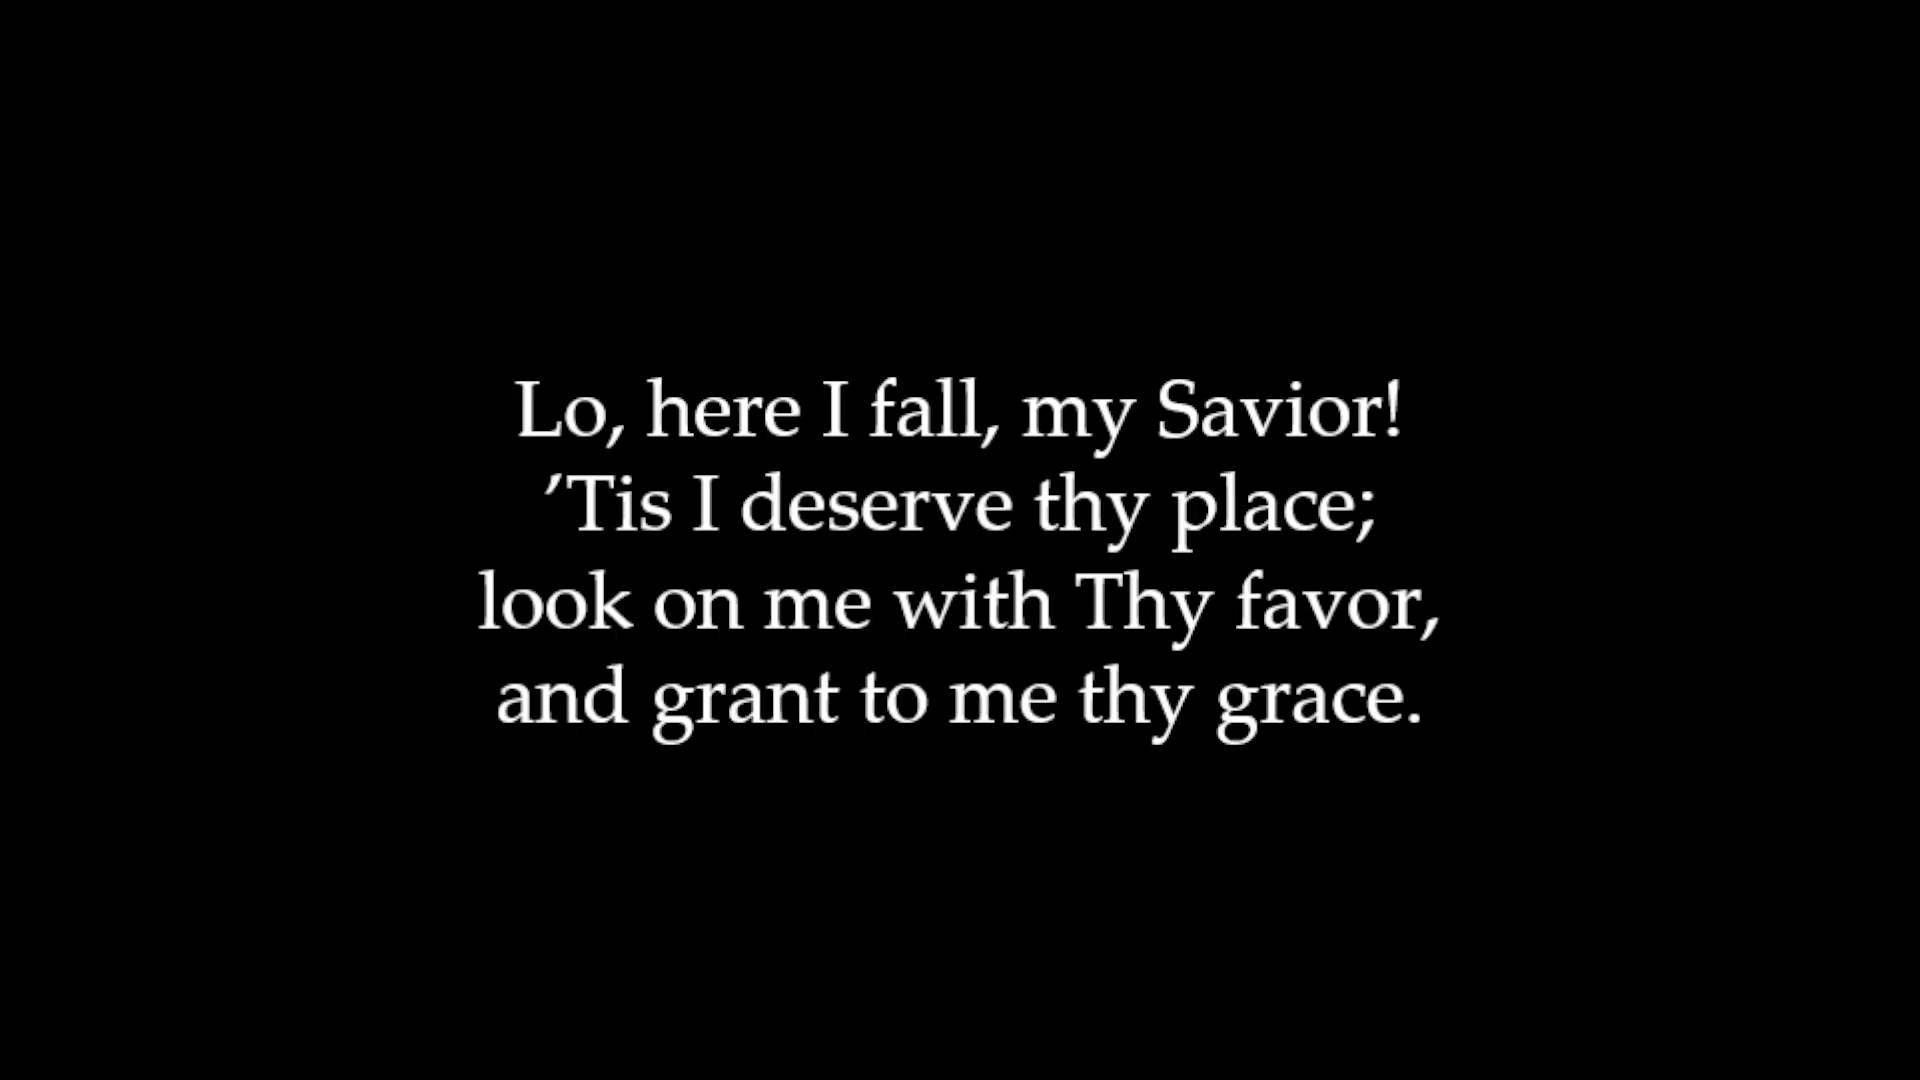 Lo, here I fall, my Savior!
’Tis I deserve thy place;
look on me with Thy favor,
and grant to me thy grace.